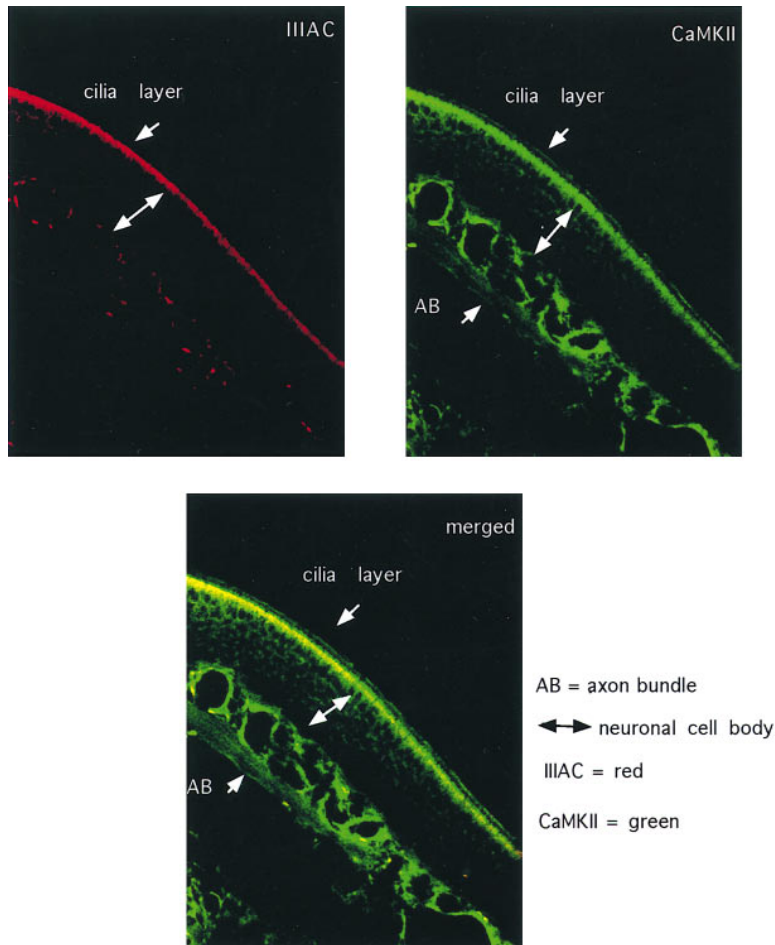 IIIAC
cilia layer
CaMKII
cilia layer
AB
merged
cilia layer
AB
AB = axon bundle
neuronal cell body
IIIAC = red
CaMKII = green